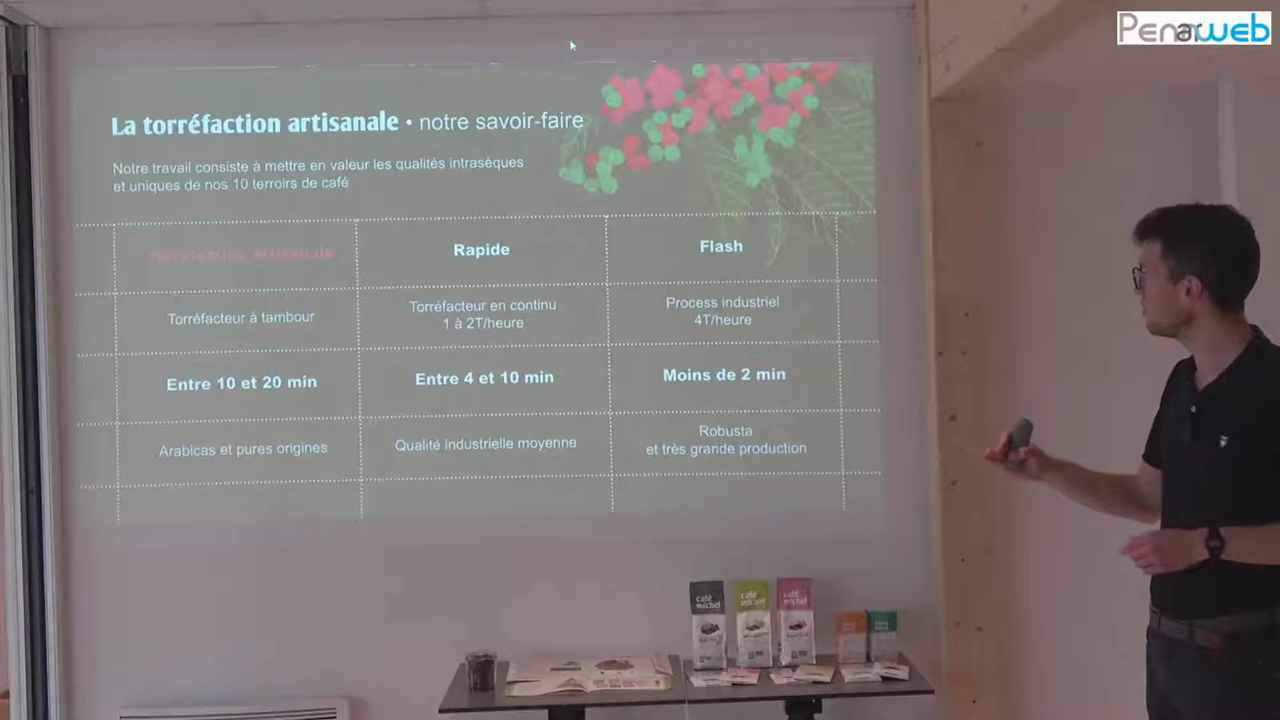 Penarweb
La torréfaction artisanale • notre savoir-faire
Notre travail consiste à mettre en valeur les qualités intrasèques
et uniques de nos 10 terroirs de café
Torréfaction artisanale
Rapide
Flash
Torréfacteur à tambour
Torréfacteur en continu
1 à 2T/heure
Process industriel
4T/heure
Entre 10 et 20 min
Entre 4 et 10 min
Moins de 2 min
Arabicas et pures origines
Qualité industrielle moyenne
Robusta
et très grande production
café
michel
café
michel
café
michel